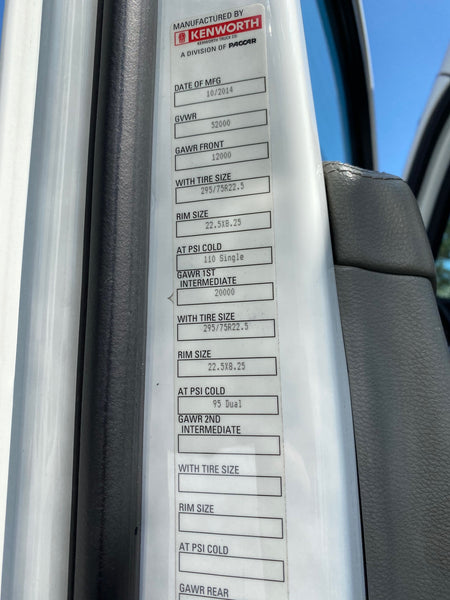 MANUFACTURED BY
KENWORTH
KENWORTH TRUCK CO.
A DIVISION OF PACCAR
DATE OF MFG
10/2014
GVWR
52000
GAWR FRONT
12000
WITH TIRE SIZE
295/75R22.5
RIM SIZE
22.5X8.25
AT PSI COLD
110 Single
GAWR 1ST
INTERMEDIATE
20000
WITH TIRE SIZE
295/75R22.5
RIM SIZE
22.5X8.25
AT PSI COLD
95 Dual
GAWR 2ND
INTERMEDIATE
WITH TIRE SIZE
RIM SIZE
AT PSI COLD
GAWR REAR